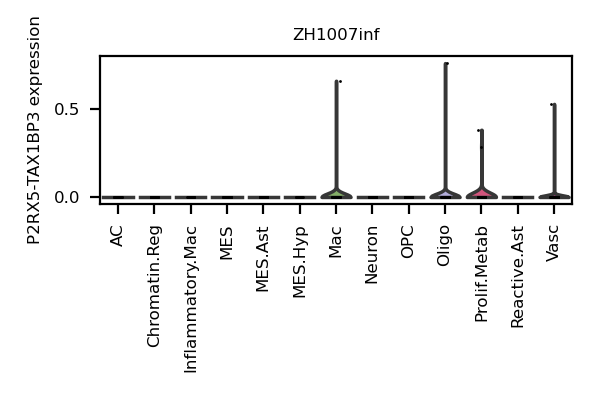 ZH1007inf
P2RX5-TAX1BP3 expression
0.5
0.0
AC
Chromatin.Reg
Inflammatory.Mac
MES
MES.Ast
MES.Hyp
Mac
Neuron
OPC
Oligo
Prolif.Metab
Reactive.Ast
Vasc